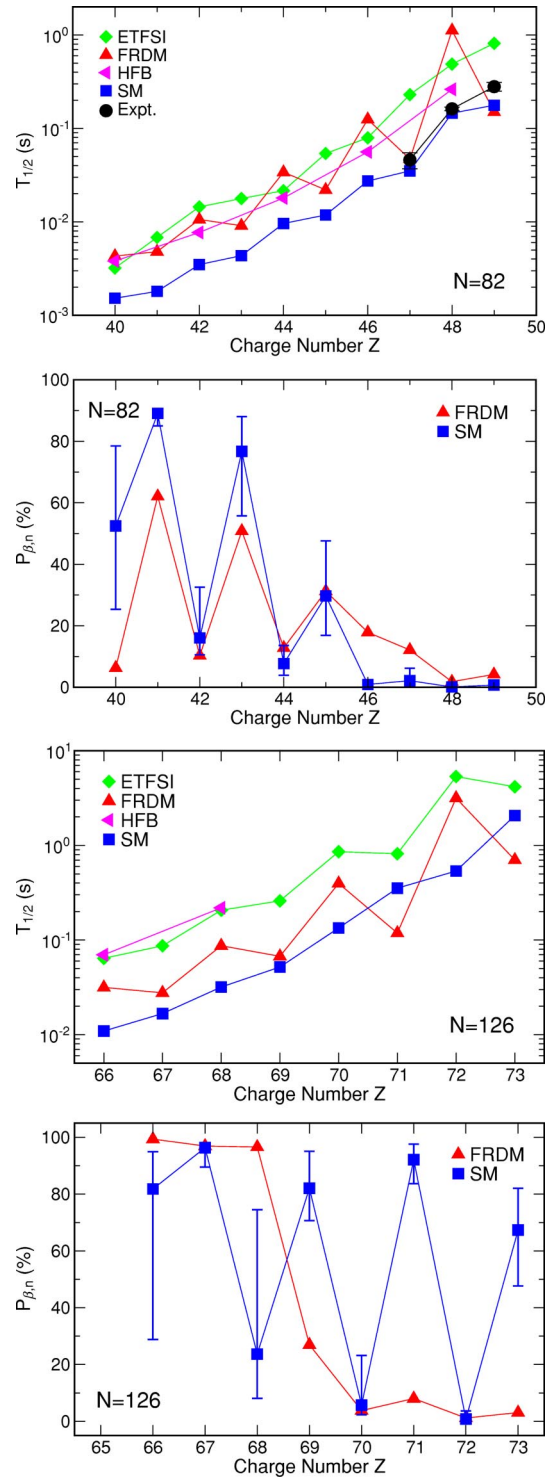 10^0
10^-1
10^-2
10^-3
T1/2 (s)
ETFSI
FRDM
HFB
SM
Expt.
N=82
40 42 44 46 48 50
Charge Number Z
100
80
60
40
20
0
Pβ,n (%)
N=82
FRDM
SM
40 42 44 46 48 50
Charge Number Z
10^1
10^0
10^-1
10^-2
T1/2 (s)
ETFSI
FRDM
HFB
SM
N=126
66 67 68 69 70 71 72 73
Charge Number Z
100
80
60
40
20
0
Pβ,n (%)
FRDM
SM
N=126
65 66 67 68 69 70 71 72 73
Charge Number Z